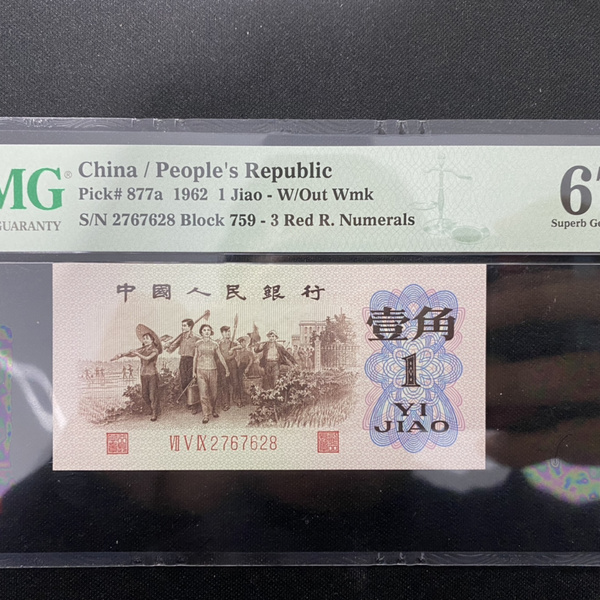 MG®
China / People's Republic
Pick# 877a 1962 1 Jiao - W/Out Wmk
GUARANTY
S/N 2767628 Block 759 - 3 Red R. Numerals
67
Superb Ge
中國人民銀行
壹角
1
YI
JIAO
Ⅶ Ⅴ Ⅸ 2767628